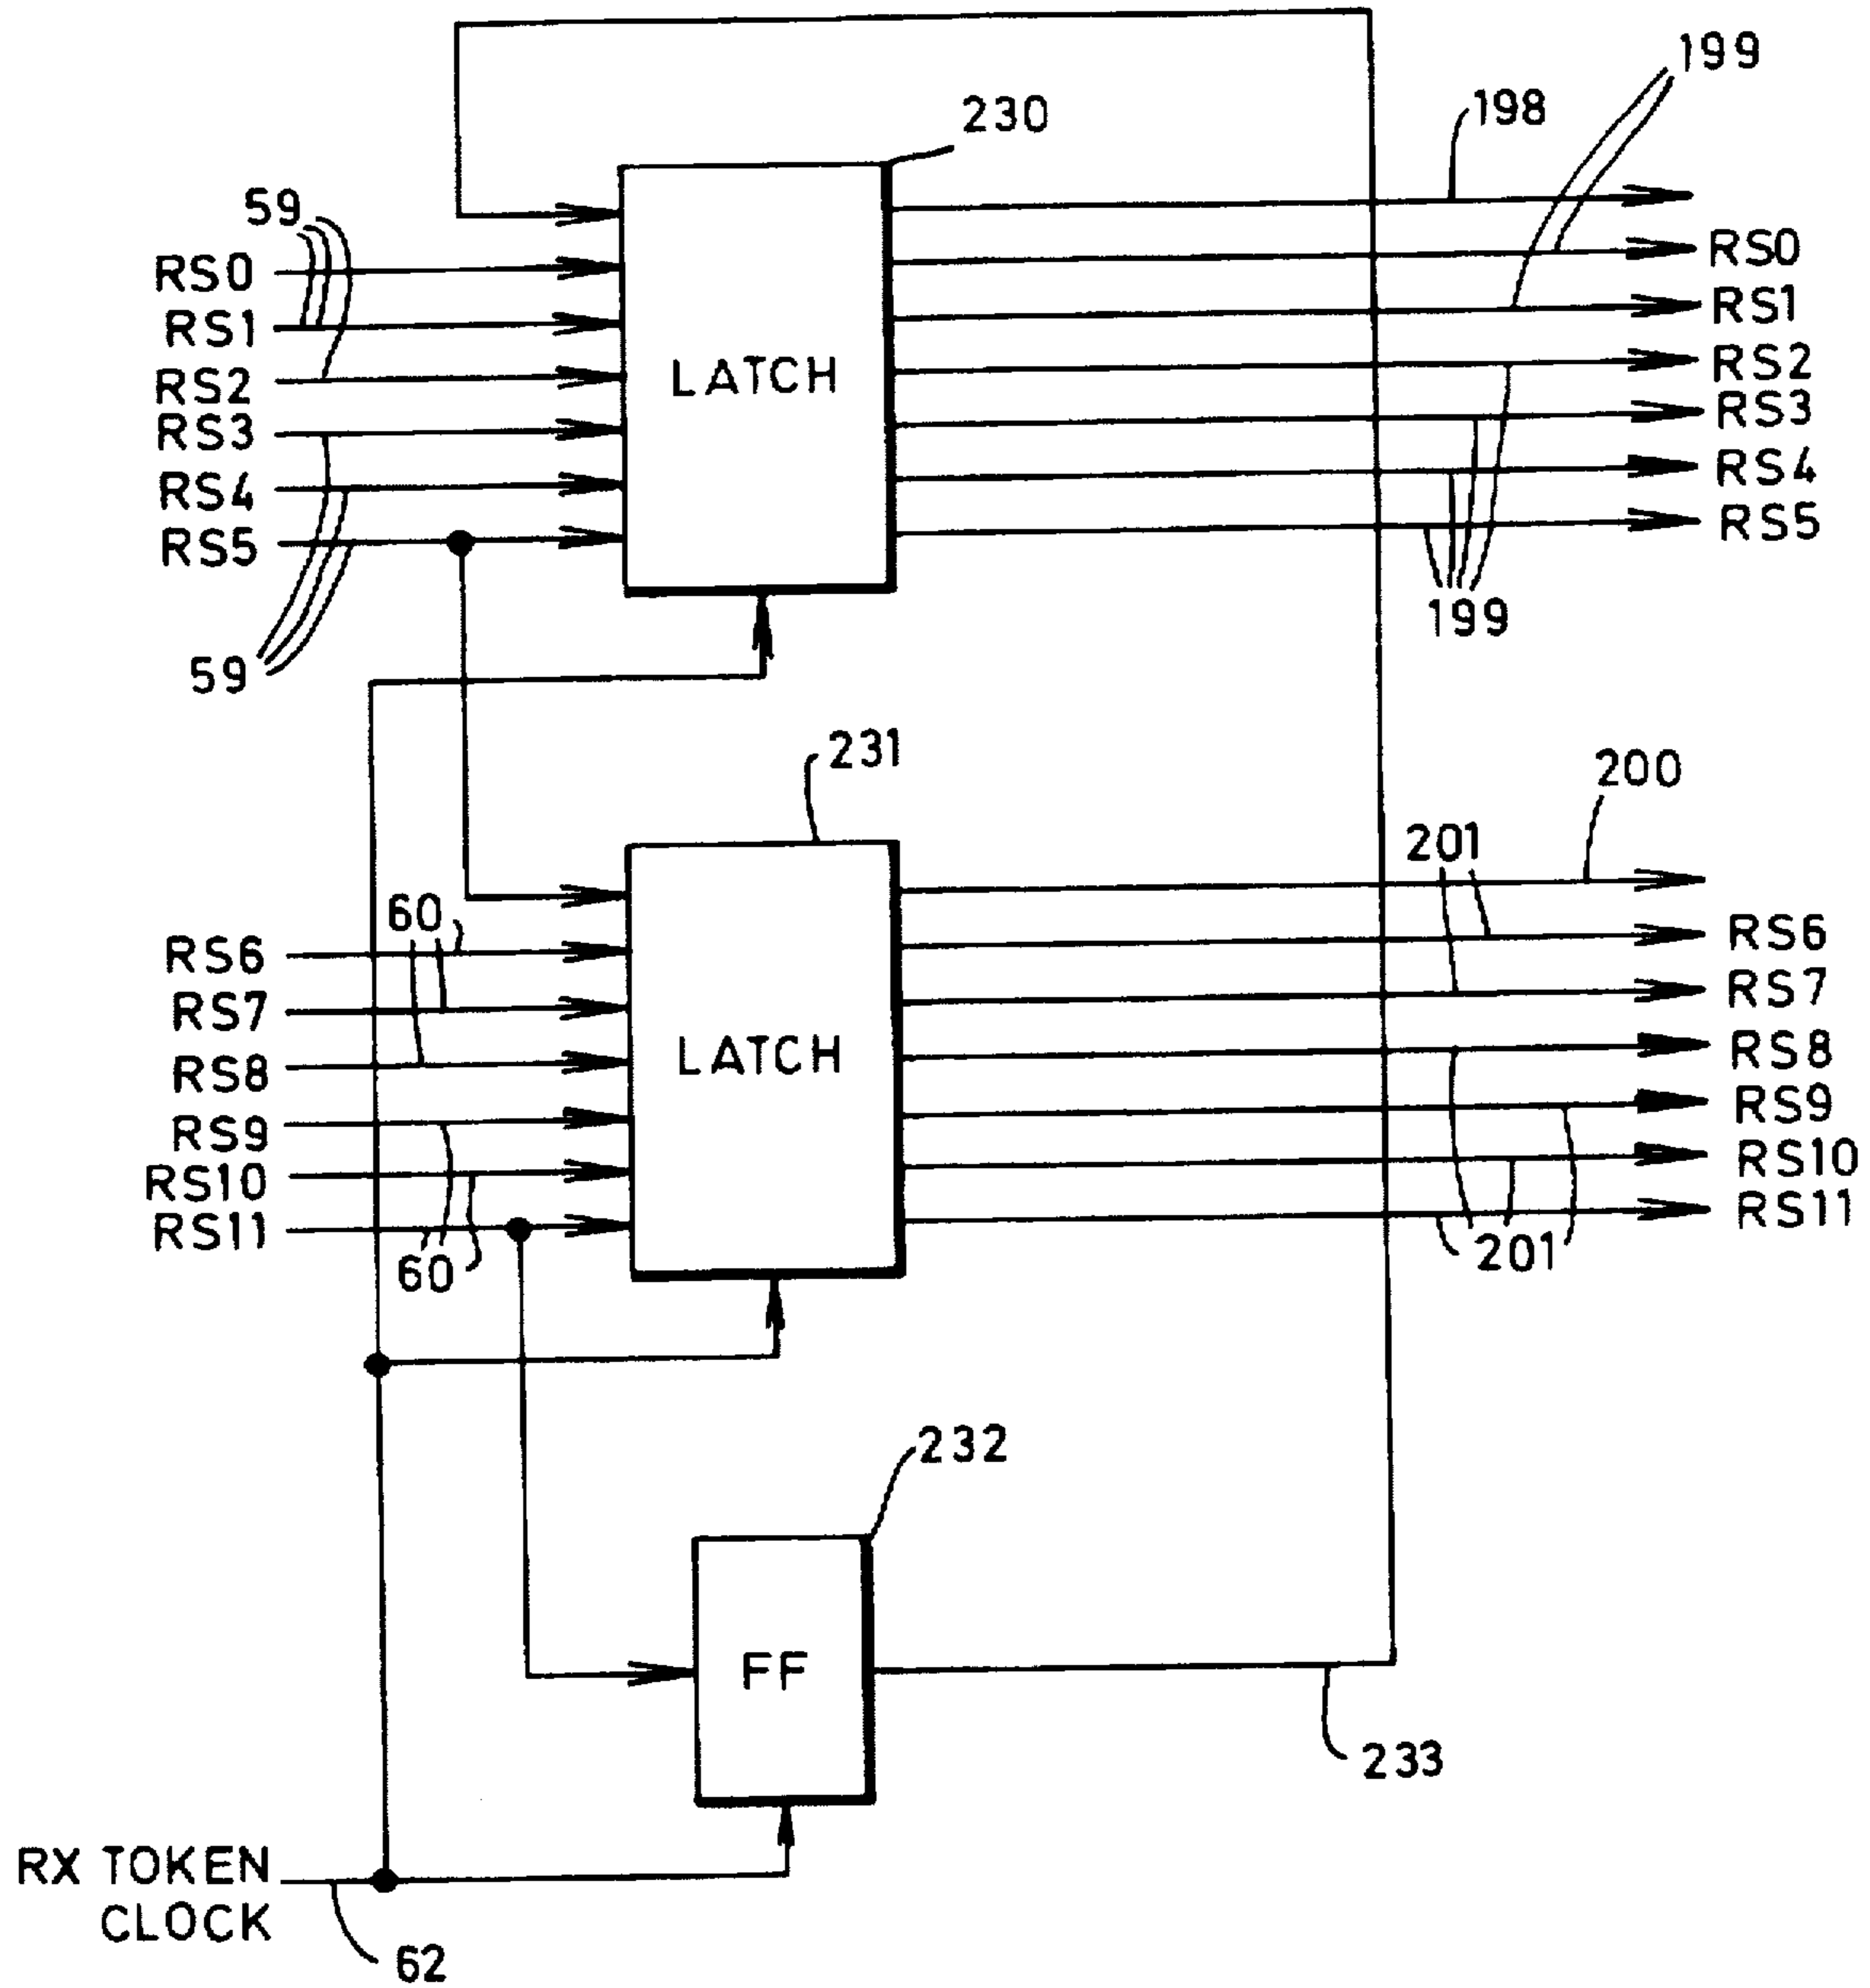 199
198
230
59
RS0
RS0
RS1
RS1
RS2
RS2
LATCH
RS3
RS3
RS4
RS4
RS5
RS5
199
59
231
200
201
60
RS6
RS6
RS7
RS7
RS8
RS8
LATCH
RS9
RS9
RS10
RS10
RS11
RS11
60
201
232
FF
233
RX TOKEN
CLOCK
62